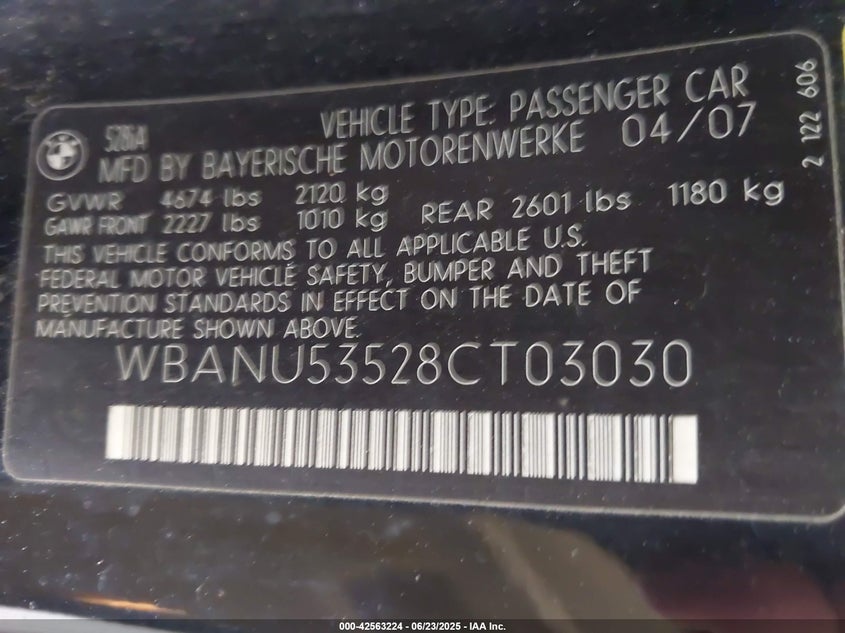 BMW
528iA
VEHICLE TYPE: PASSENGER CAR
MFD BY BAYERISCHE MOTORENWERKE 04/07
GVWR 4674 lbs 2120 kg
GAWR FRONT 2227 lbs 1010 kg REAR 2601 lbs 1180 kg
THIS VEHICLE CONFORMS TO ALL APPLICABLE U.S.
FEDERAL MOTOR VEHICLE SAFETY, BUMPER AND THEFT
PREVENTION STANDARDS IN EFFECT ON THE DATE OF
MANUFACTURE SHOWN ABOVE.
WBANU53528CT03030
2 122 606
000-42563224 - 06/23/2025 - IAA Inc.